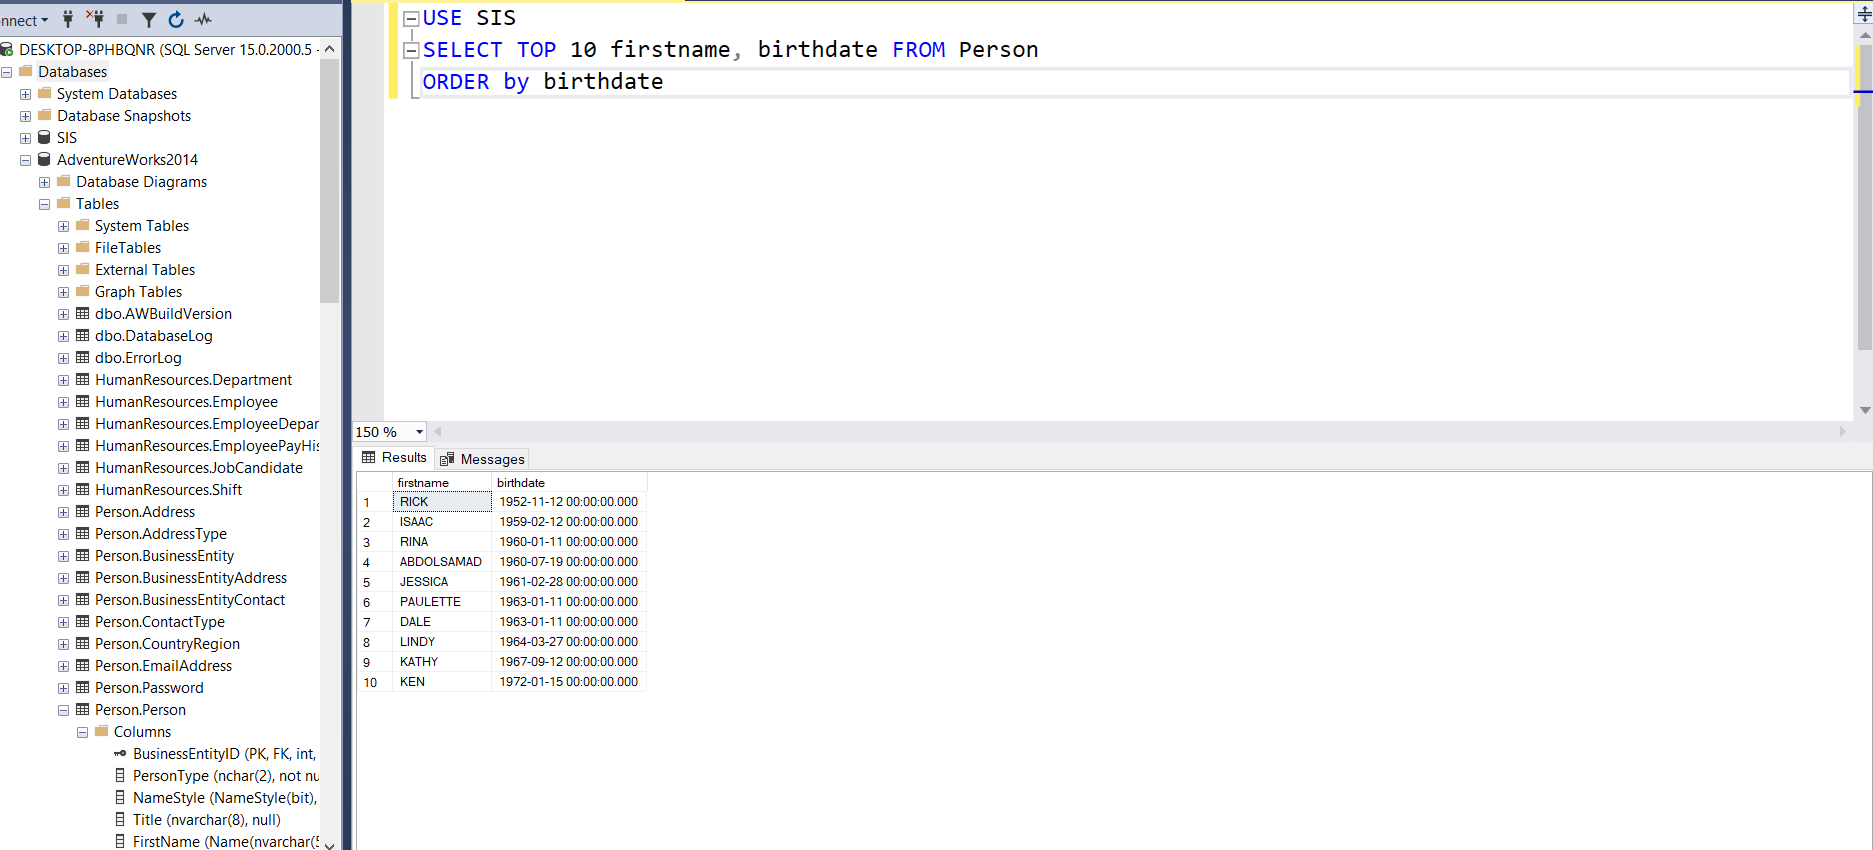 nnect
DESKTOP-8PHBQNR (SQL Server 15.0.2000.5 -
Databases
System Databases
Database Snapshots
SIS
AdventureWorks2014
Database Diagrams
Tables
System Tables
FileTables
External Tables
Graph Tables
dbo.AWBuildVersion
dbo.DatabaseLog
dbo.ErrorLog
HumanResources.Department
HumanResources.Employee
HumanResources.EmployeeDepar
HumanResources.EmployeePayHis
HumanResources.JobCandidate
HumanResources.Shift
Person.Address
Person.AddressType
Person.BusinessEntity
Person.BusinessEntityAddress
Person.BusinessEntityContact
Person.ContactType
Person.CountryRegion
Person.EmailAddress
Person.Password
Person.Person
Columns
BusinessEntityID (PK, FK, int,
PersonType (nchar(2), not nu
NameStyle (NameStyle(bit),
Title (nvarchar(8), null)
FirstName (Name(nvarchar(5
USE SIS
SELECT TOP 10 firstname, birthdate FROM Person
ORDER by birthdate
150 %
Results Messages
firstname birthdate
1 RICK 1952-11-12 00:00:00.000
2 ISAAC 1959-02-12 00:00:00.000
3 RINA 1960-01-11 00:00:00.000
4 ABDOLSAMAD 1960-07-19 00:00:00.000
5 JESSICA 1961-02-28 00:00:00.000
6 PAULETTE 1963-01-11 00:00:00.000
7 DALE 1963-01-11 00:00:00.000
8 LINDY 1964-03-27 00:00:00.000
9 KATHY 1967-09-12 00:00:00.000
10 KEN 1972-01-15 00:00:00.000